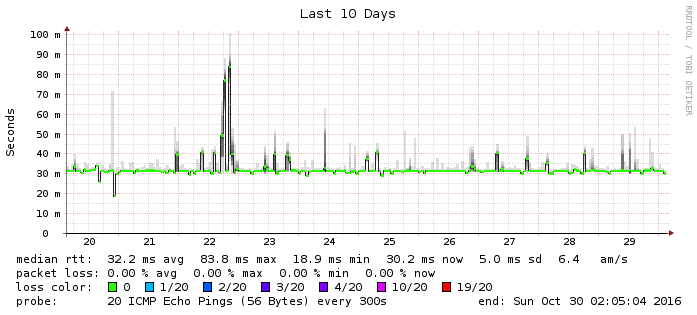 Last 10 Days
RRDTOOL / TOBI OETIKER
Seconds
100 m
90 m
80 m
70 m
60 m
50 m
40 m
30 m
20 m
10 m
0
20 21 22 23 24 25 26 27 28 29
median rtt: 32.2 ms avg 83.8 ms max 18.9 ms min 30.2 ms now 5.0 ms sd 6.4 am/s
packet loss: 0.00 % avg 0.00 % max 0.00 % min 0.00 % now
loss color: 0 1/20 2/20 3/20 4/20 10/20 19/20
probe: 20 ICMP Echo Pings (56 Bytes) every 300s end: Sun Oct 30 02:05:04 2016